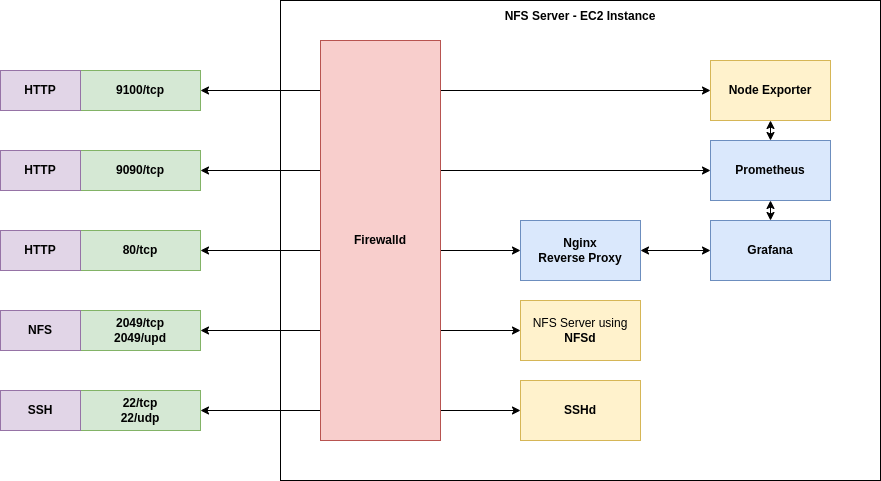 NFS Server - EC2 Instance
HTTP
9100/tcp
Node Exporter
HTTP
9090/tcp
Prometheus
HTTP
80/tcp
Firewalld
Nginx
Reverse Proxy
Grafana
NFS
2049/tcp
2049/upd
NFS Server using
NFSd
SSH
22/tcp
22/udp
SSHd